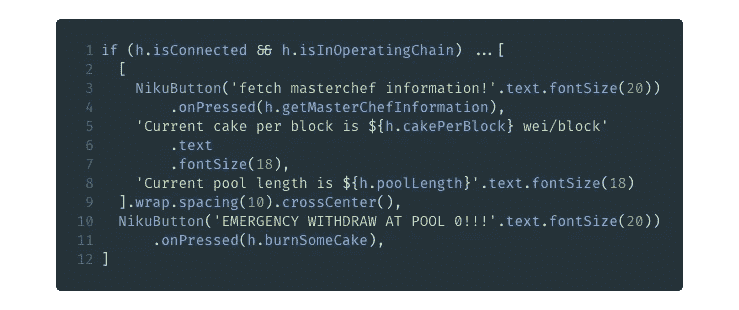 1 if (h.isConnected && h.isInOperatingChain) ...[
2   [
3     NikuButton('fetch masterchef information!'.text.fontSize(20))
4         .onPressed(h.getMasterChefInformation),
5     'Current cake per block is ${h.cakePerBlock} wei/block'
6         .text
7         .fontSize(18),
8     'Current pool length is ${h.poolLength}'.text.fontSize(18)
9   ].wrap.spacing(10).crossCenter(),
10   NikuButton('EMERGENCY WITHDRAW AT POOL 0!!!'.text.fontSize(20))
11       .onPressed(h.burnSomeCake),
12 ]